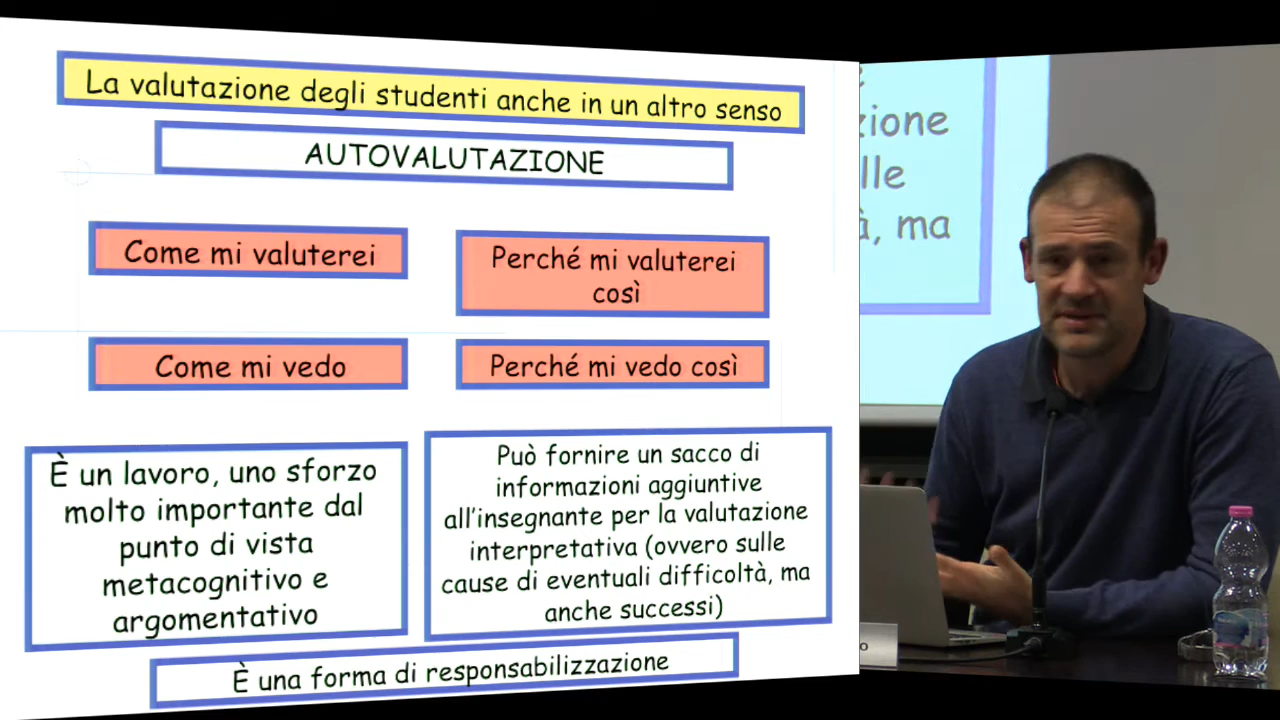 La valutazione degli studenti anche in un altro senso
AUTOVALUTAZIONE
Come mi valuterei
Perché mi valuterei
così
Come mi vedo
Perché mi vedo così
È un lavoro, uno sforzo
molto importante dal
punto di vista
metacognitivo e
argomentativo
Può fornire un sacco di
informazioni aggiuntive
all'insegnante per la valutazione
interpretativa (ovvero sulle
cause di eventuali difficoltà, ma
anche successi)
È una forma di responsabilizzazione
zione
lle
à, ma
o